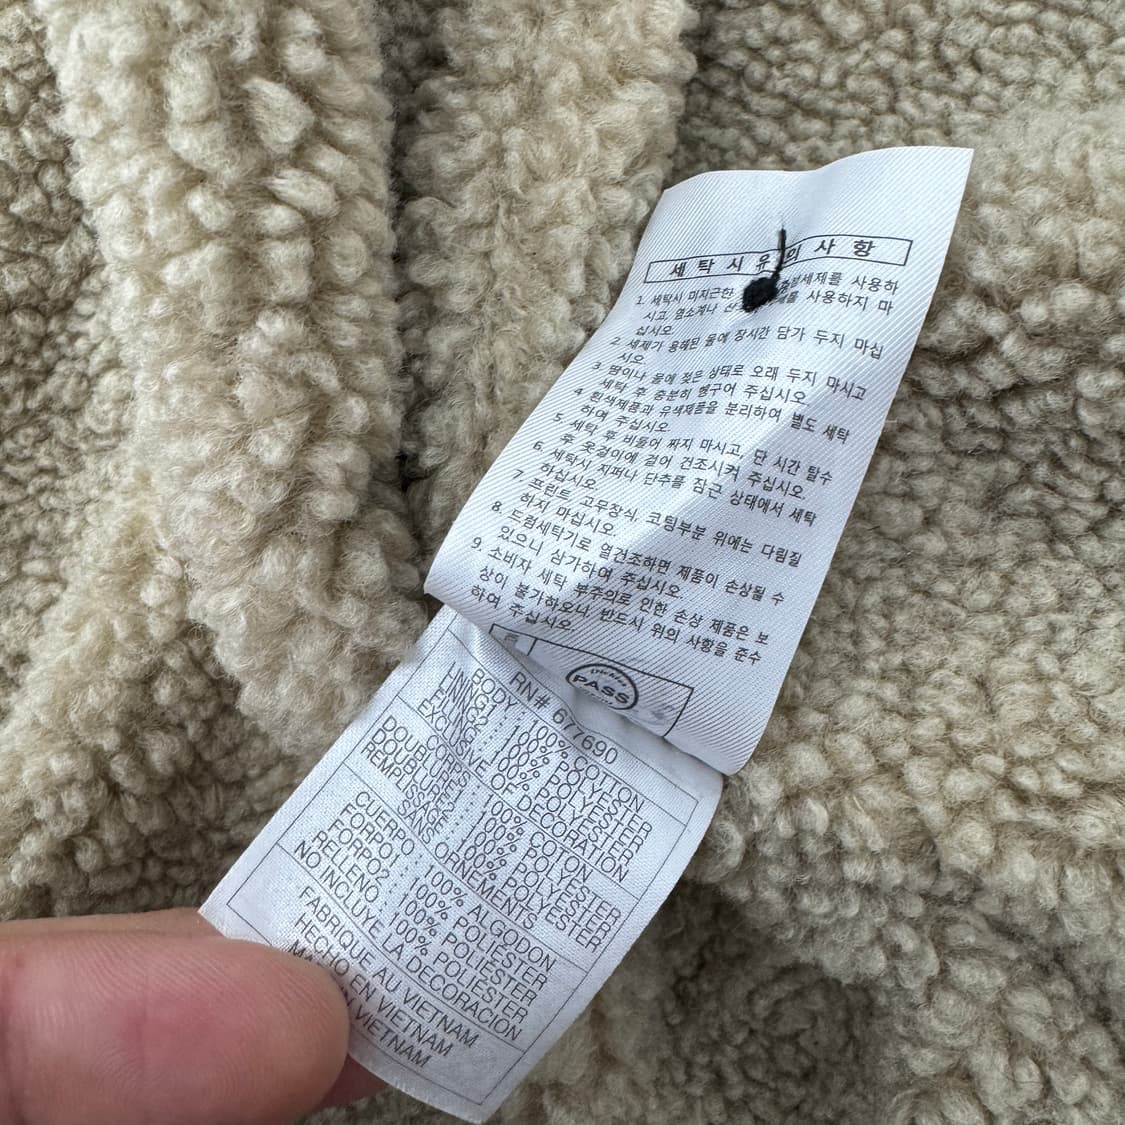 세탁시유의사항
1. 세탁시 미지근한 세제를 사용하
시고, 염소계나 산 를 사용하지 마
십시오.
2. 세제가 용해된 물에 장시간 담가 두지 마십
시오.
3. 땀이나 물에 젖은 상태로 오래 두지 마시고
세탁 후 충분히 헹구어 주십시오.
4. 흰색제품과 유색제품을 분리하여 별도 세탁
하여 주십시오.
5. 세탁 후 비틀어 짜지 마시고, 단 시간 탈수
후 옷걸이에 걸어 건조시켜 주십시오.
6. 세탁시 지퍼나 단추를 잠근 상태에서 세탁
하십시오.
7. 프린트, 고무장식, 코팅부분 위에는 다림질
하지 마십시오.
8. 드럼세탁기로 열건조하면 제품이 손상될 수
있으니 삼가하여 주십시오.
9. 소비자 세탁 부주의로 인한 손상 제품은 보
상이 불가하오니 반드시 위의 사항을 준수
하여 주십시오.
PASS
RN# 677690
BODY : 100% COTTON
LINING1 : 100% POLYESTER
LINING2 : 100% POLYESTER
FILLING : 100% POLYESTER
EXCLUSIVE OF DECORATION
CORPS : 100% COTON
DOUBLURE1 : 100% POLYESTER
DOUBLURE2 : 100% POLYESTER
REMPLISSAGE : 100% POLYESTER
SANS ORNEMENTS
CUERPO : 100% ALGODON
FORRO1 : 100% POLIESTER
FORRO2 : 100% POLIESTER
RELLENO : 100% POLIESTER
NO INCLUYE LA DECORACION
FABRIQUE AU VIETNAM
HECHO EN VIETNAM
VIETNAM